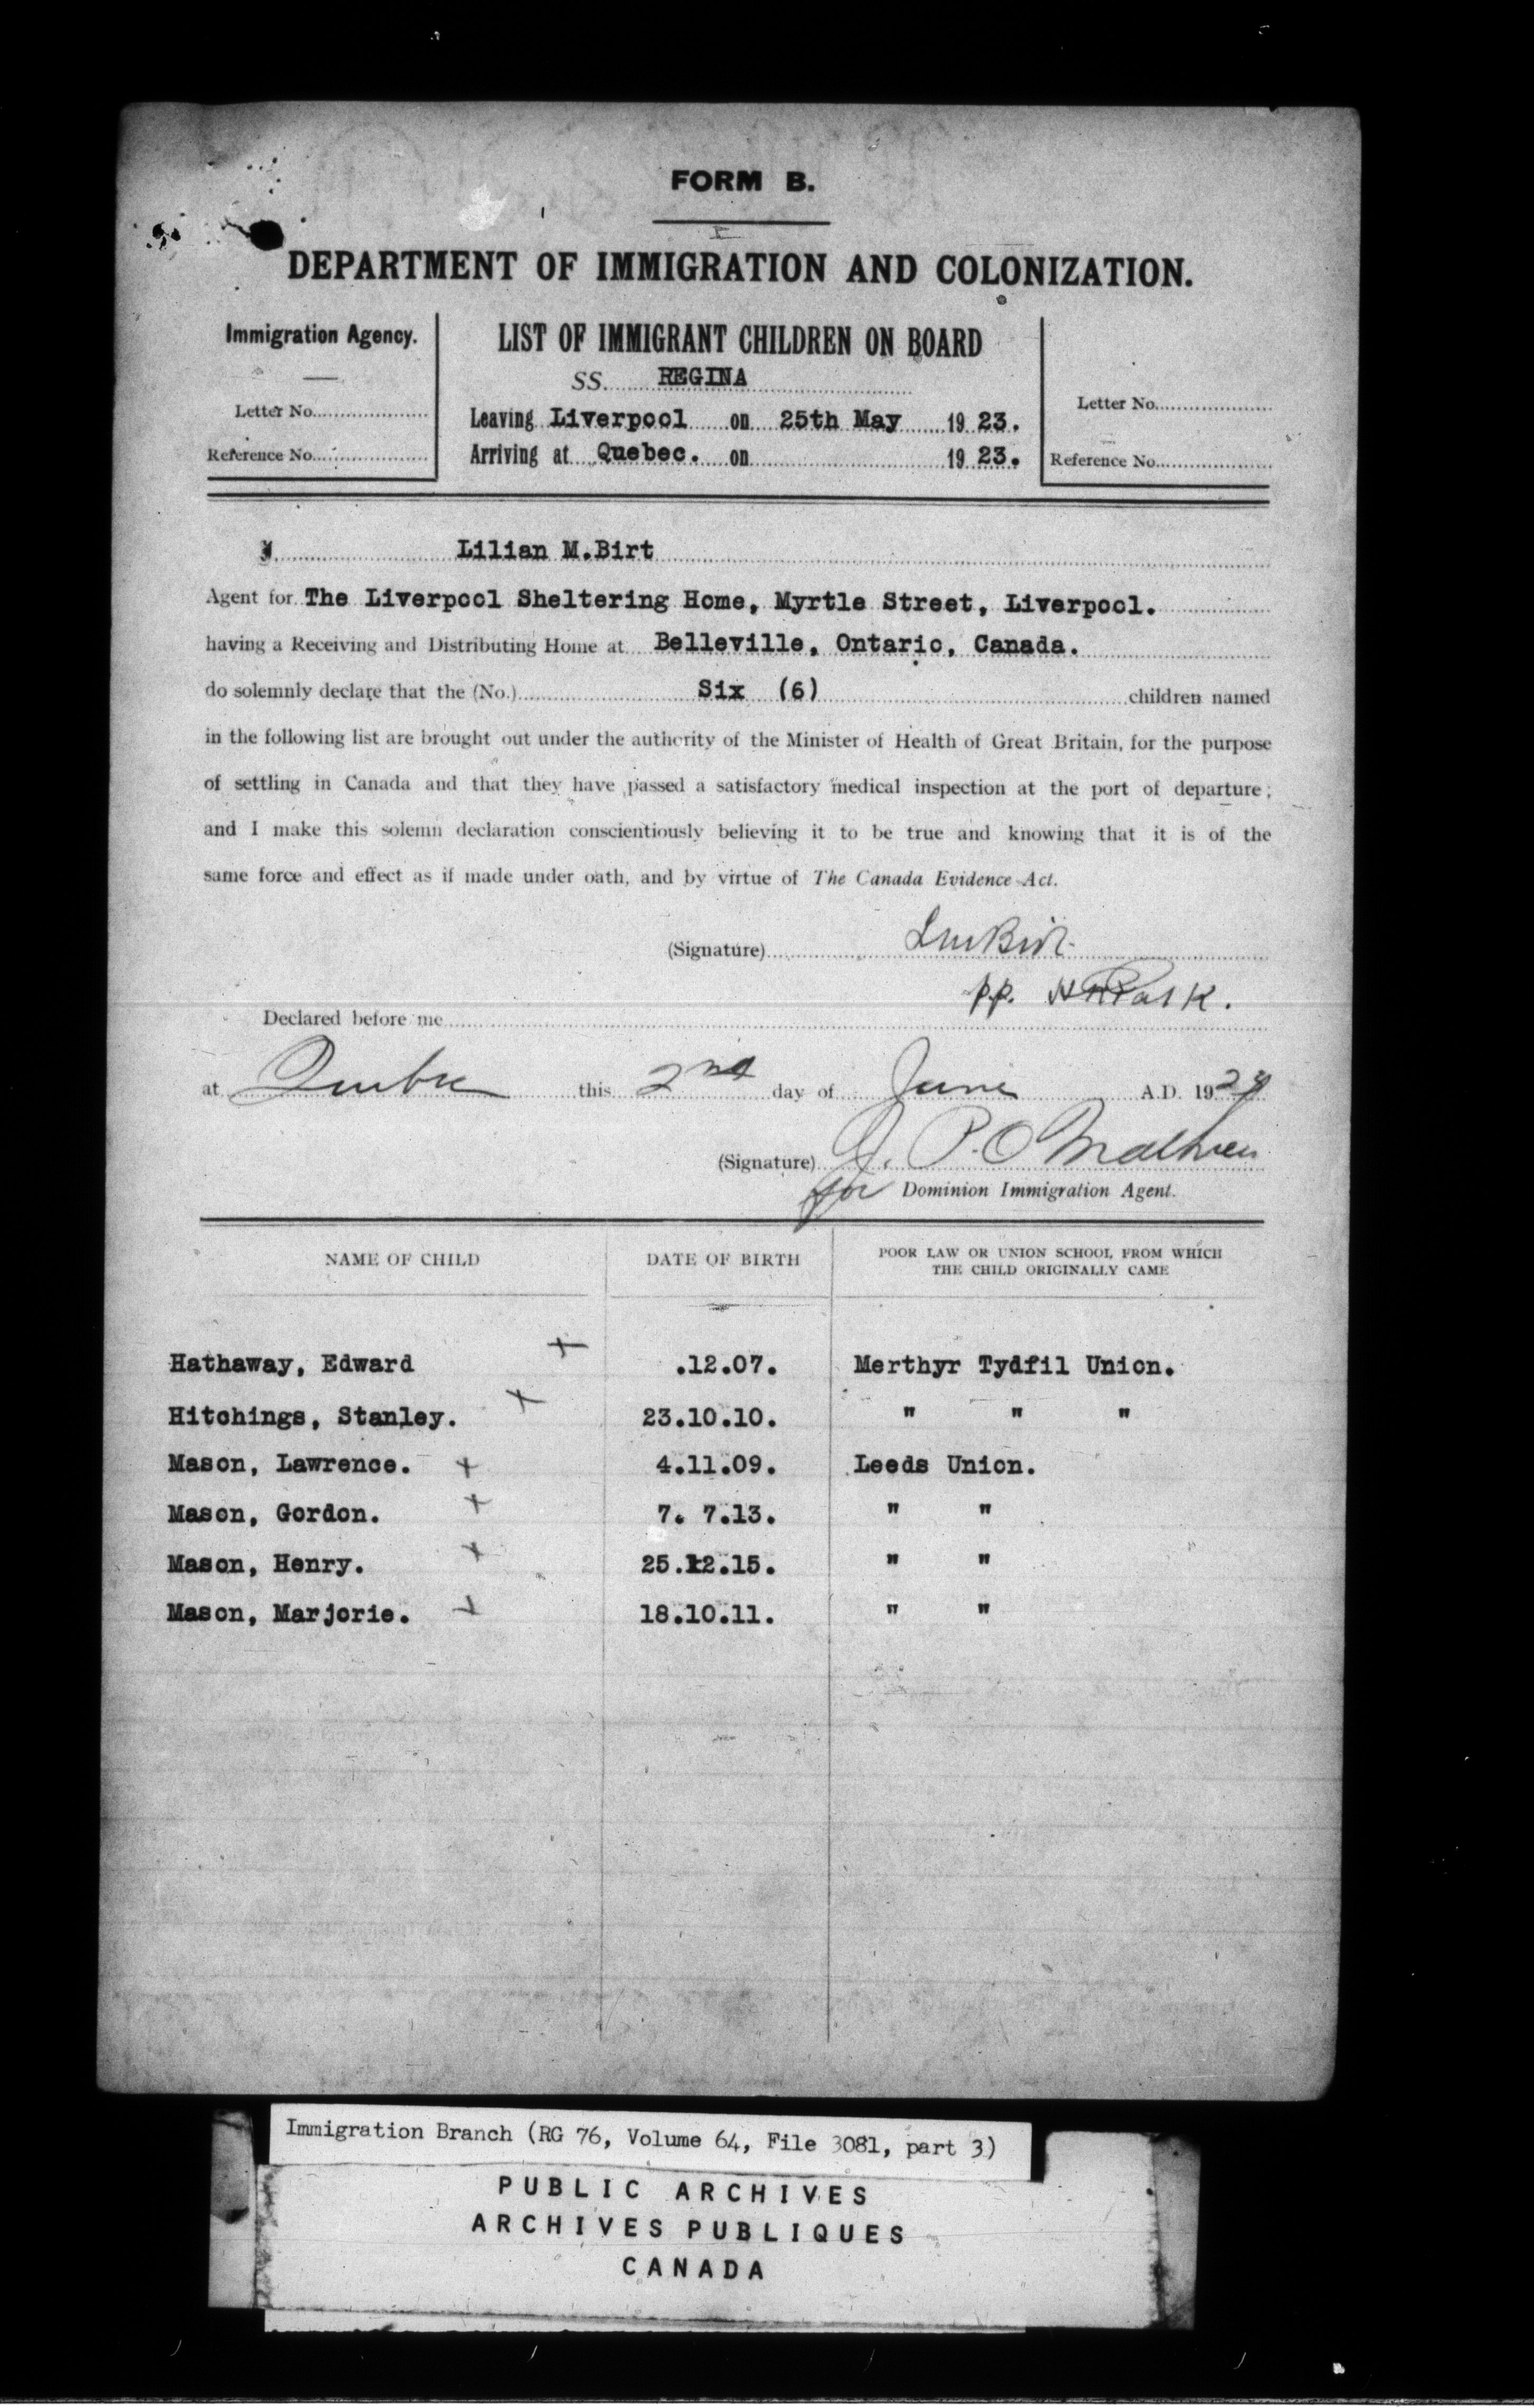 FORM B.
DEPARTMENT OF IMMIGRATION AND COLONIZATION.
Immigration Agency.
Letter No.
Reference No.
LIST OF IMMIGRANT CHILDREN ON BOARD
SS. REGINA
Leaving Liverpool on 25th May 19 23.
Arriving at Quebec. on 19 23.
Letter No.
Reference No.
Lilian M.Birt
Agent for The Liverpool Sheltering Home, Myrtle Street, Liverpool.
having a Receiving and Distributing Home at Belleville, Ontario, Canada.
do solemnly declare that the (No.) Six (6) children named
in the following list are brought out under the authority of the Minister of Health of Great Britain, for the purpose
of settling in Canada and that they have passed a satisfactory medical inspection at the port of departure;
and I make this solemn declaration conscientiously believing it to be true and knowing that it is of the
same force and effect as if made under oath, and by virtue of The Canada Evidence Act.
(Signature) LM Birt
pp.
Declared before me
at Quebec this 2nd day of June A.D. 19
(Signature) J. P. O
for Dominion Immigration Agent.
NAME OF CHILD DATE OF BIRTH POOR LAW OR UNION SCHOOL FROM WHICH
THE CHILD ORIGINALLY CAME
Hathaway, Edward .12.07. Merthyr Tydfil Union.
Hitchings, Stanley. 23.10.10. " " "
Mason, Lawrence. 4.11.09. Leeds Union.
Mason, Gordon. 7. 7.13. " "
Mason, Henry. 25.12.15. " "
Mason, Marjorie. 18.10.11. " "
Immigration Branch (RG 76, Volume 64, File 3081, part 3)
PUBLIC ARCHIVES
ARCHIVES PUBLIQUES
CANADA